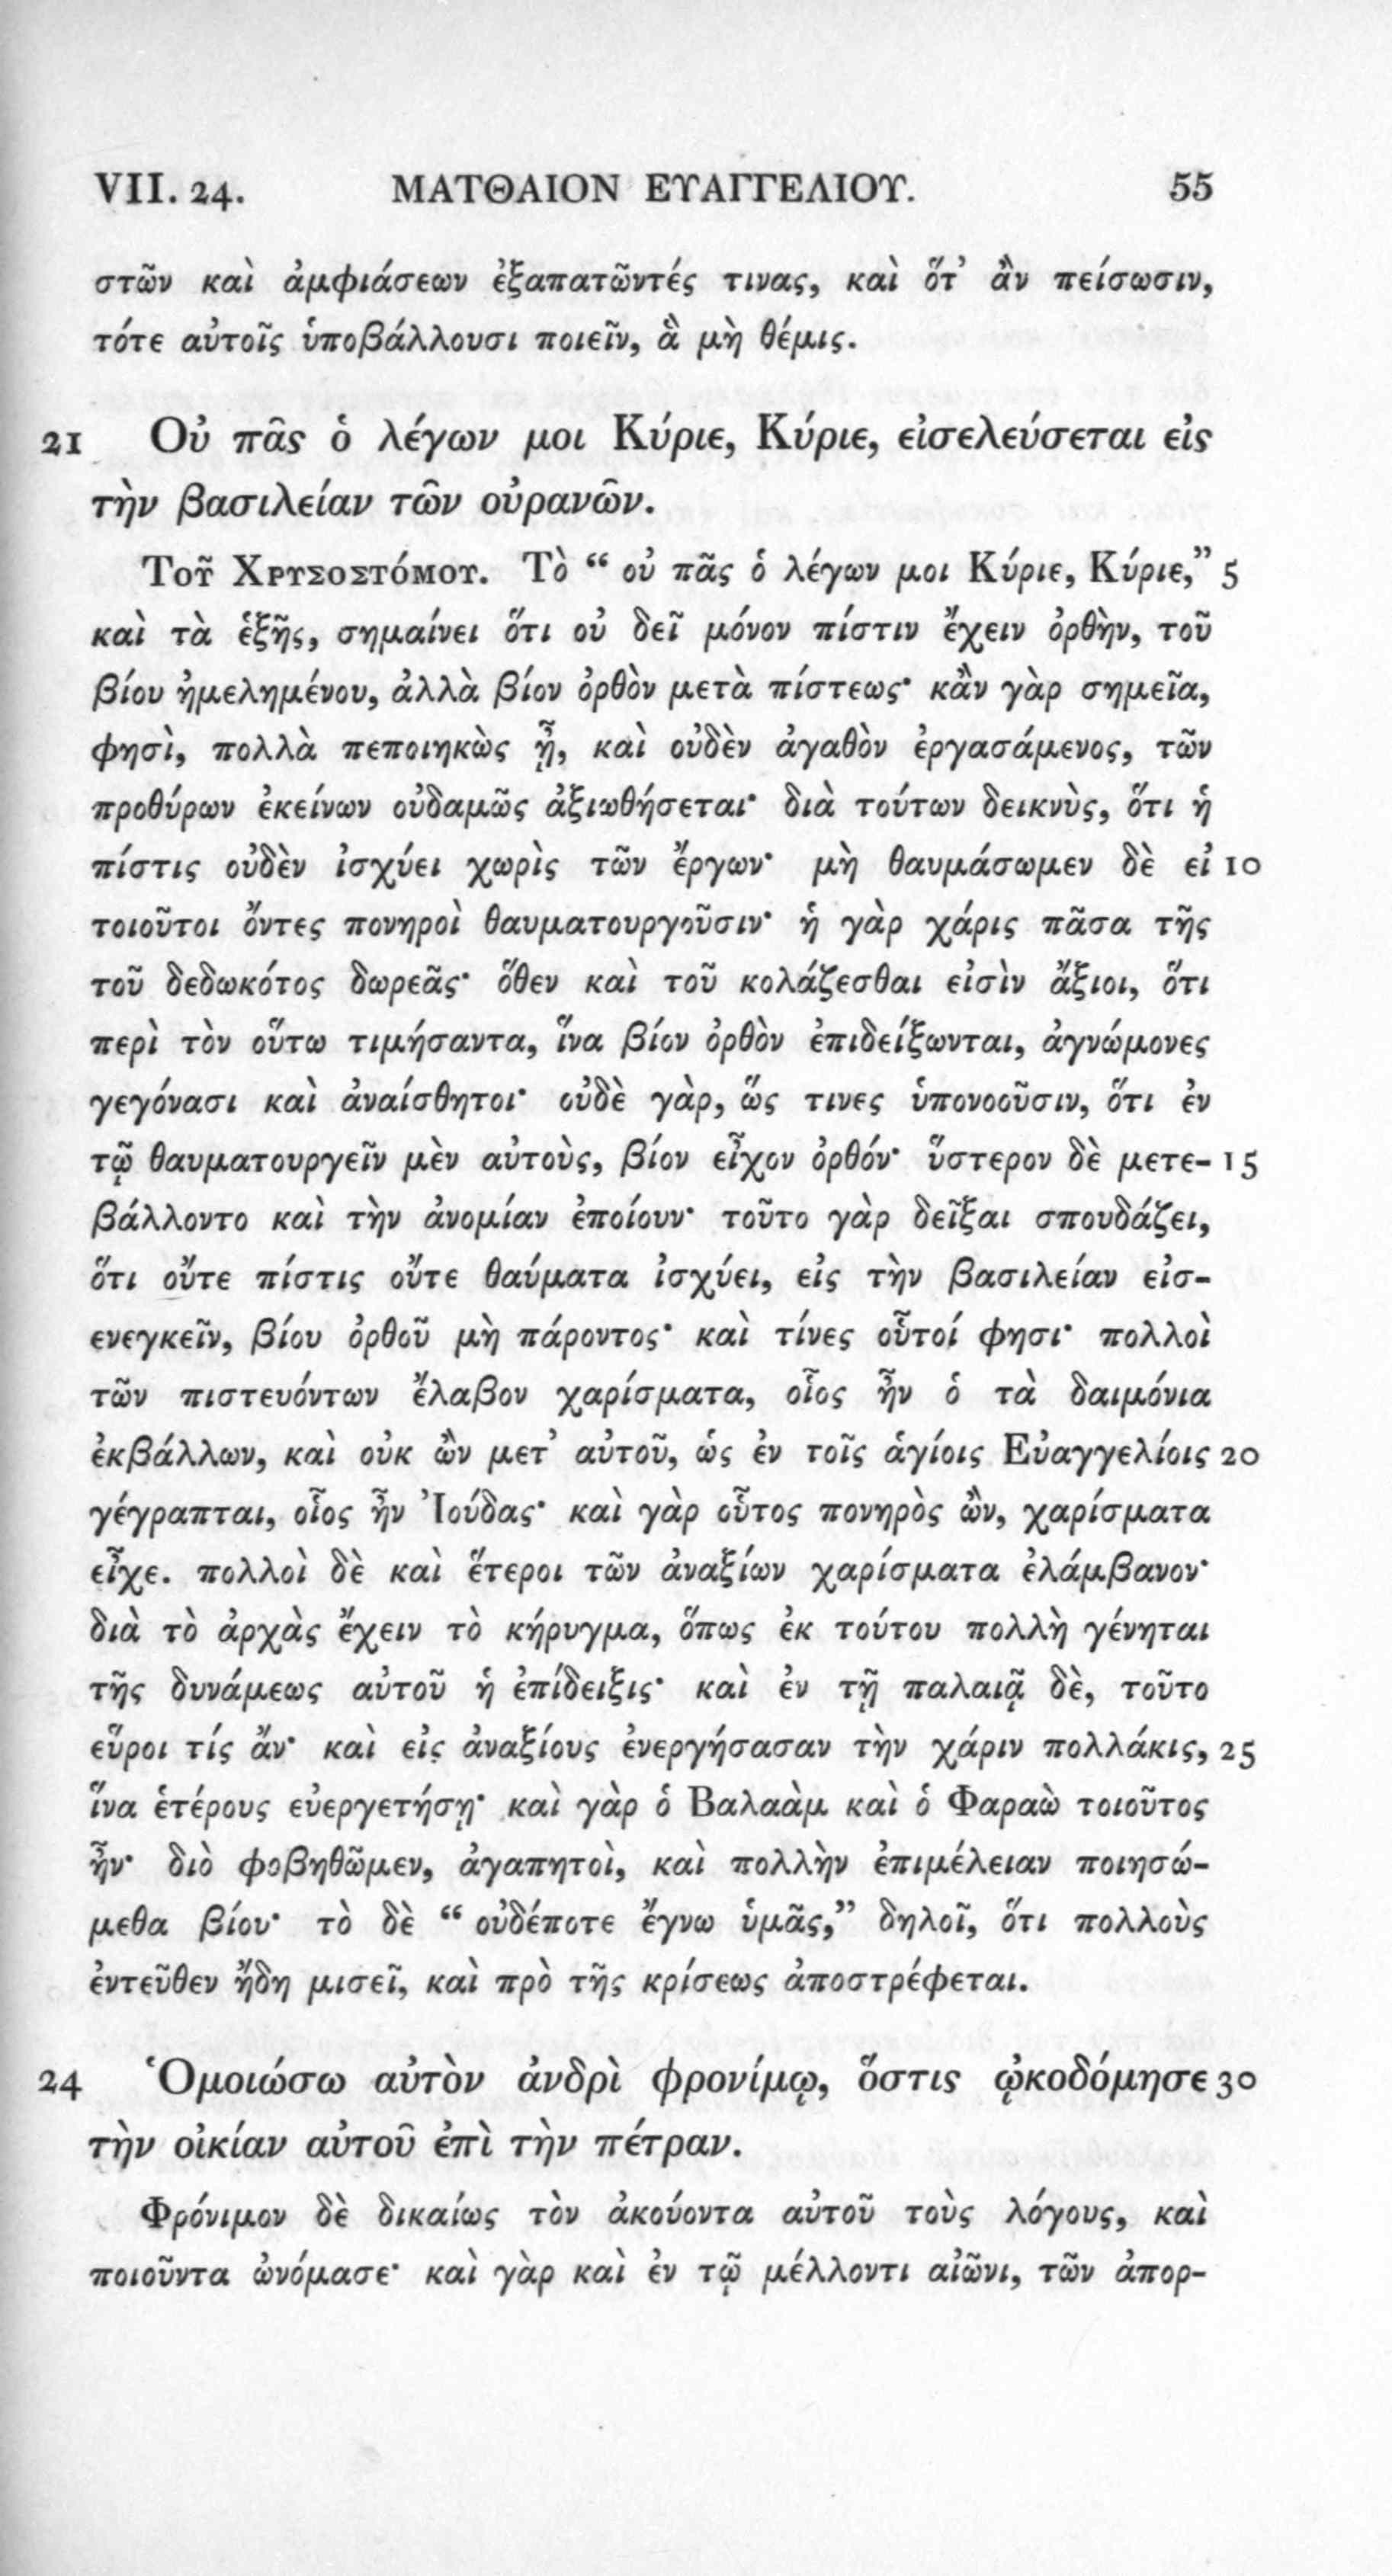 VII. 24. ΜΑΤΘΑΙΟΝ ΕΥΑΓΓΕΛΙΟΥ. 55
στῶν καὶ ἀμφιάσεων ἐξαπατῶντές τινας, καὶ ὅτ’ ἂν πείσωσιν,
τότε αὐτοῖς ὑποβάλλουσι ποιεῖν, ἃ μὴ θέμις.
21 Οὐ πᾶς ὁ λέγων μοι Κύριε, Κύριε, εἰσελεύσεται εἰς
τὴν βασιλείαν τῶν οὐρανῶν.
Τοῦ Χρυσοστόμου. Τὸ “ οὐ πᾶς ὁ λέγων μοι Κύριε, Κύριε,” 5
καὶ τὰ ἑξῆς, σημαίνει ὅτι οὐ δεῖ μόνον πίστιν ἔχειν ὀρθὴν, τοῦ
βίου ἠμελημένου, ἀλλὰ βίον ὀρθὸν μετὰ πίστεως· κἂν γὰρ σημεῖα,
φησὶ, πολλὰ πεποιηκὼς ᾖ, καὶ οὐδὲν ἀγαθὸν ἐργασάμενος, τῶν
προθύρων ἐκείνων οὐδαμῶς ἀξιωθήσεται· διὰ τούτων δεικνὺς, ὅτι ἡ
πίστις οὐδὲν ἰσχύει χωρὶς τῶν ἔργων· μὴ θαυμάσωμεν δὲ εἰ 10
τοιοῦτοι ὄντες πονηροὶ θαυματουργοῦσιν· ἡ γὰρ χάρις πᾶσα τῆς
τοῦ δεδωκότος δωρεᾶς· ὅθεν καὶ τοῦ κολάζεσθαι εἰσὶν ἄξιοι, ὅτι
περὶ τὸν οὕτω τιμήσαντα, ἵνα βίον ὀρθὸν ἐπιδείξωνται, ἀγνώμονες
γεγόνασι καὶ ἀναίσθητοι· οὐδὲ γὰρ, ὥς τινες ὑπονοοῦσιν, ὅτι ἐν
τῷ θαυματουργεῖν μὲν αὐτοὺς, βίον εἶχον ὀρθόν· ὕστερον δὲ μετε- 15
βάλλοντο καὶ τὴν ἀνομίαν ἐποίουν· τοῦτο γὰρ δεῖξαι σπουδάζει,
ὅτι οὔτε πίστις οὔτε θαύματα ἰσχύει, εἰς τὴν βασιλείαν εἰσ-
ενεγκεῖν, βίου ὀρθοῦ μὴ πάροντος· καὶ τίνες οὗτοί φησι· πολλοὶ
τῶν πιστευόντων ἔλαβον χαρίσματα, οἷος ἦν ὁ τὰ δαιμόνια
ἐκβάλλων, καὶ οὐκ ὢν μετ’ αὐτοῦ, ὡς ἐν τοῖς ἁγίοις Εὐαγγελίοις 20
γέγραπται, οἷος ἦν Ἰούδας· καὶ γὰρ οὗτος πονηρὸς ὢν, χαρίσματα
εἶχε. πολλοὶ δὲ καὶ ἕτεροι τῶν ἀναξίων χαρίσματα ἐλάμβανον·
διὰ τὸ ἀρχὰς ἔχειν τὸ κήρυγμα, ὅπως ἐκ τούτου πολλὴ γένηται
τῆς δυνάμεως αὐτοῦ ἡ ἐπίδειξις· καὶ ἐν τῇ παλαιᾷ δὲ, τοῦτο
εὕροι τίς ἄν· καὶ εἰς ἀναξίους ἐνεργήσασαν τὴν χάριν πολλάκις, 25
ἵνα ἑτέρους εὐεργετήσῃ· καὶ γὰρ ὁ Βαλαὰμ καὶ ὁ Φαραὼ τοιοῦτος
ἦν· διὸ φοβηθῶμεν, ἀγαπητοὶ, καὶ πολλὴν ἐπιμέλειαν ποιησώ-
μεθα βίου· τὸ δὲ “ οὐδέποτε ἔγνω ὑμᾶς,” δηλοῖ, ὅτι πολλοὺς
ἐντεῦθεν ἤδη μισεῖ, καὶ πρὸ τῆς κρίσεως ἀποστρέφεται.
24 Ὁμοιώσω αὐτὸν ἀνδρὶ φρονίμῳ, ὅστις ᾠκοδόμησε 30
τὴν οἰκίαν αὐτοῦ ἐπὶ τὴν πέτραν.
Φρόνιμον δὲ δικαίως τὸν ἀκούοντα αὐτοῦ τοὺς λόγους, καὶ
ποιοῦντα ὠνόμασε· καὶ γὰρ καὶ ἐν τῷ μέλλοντι αἰῶνι, τῶν ἀπορ-